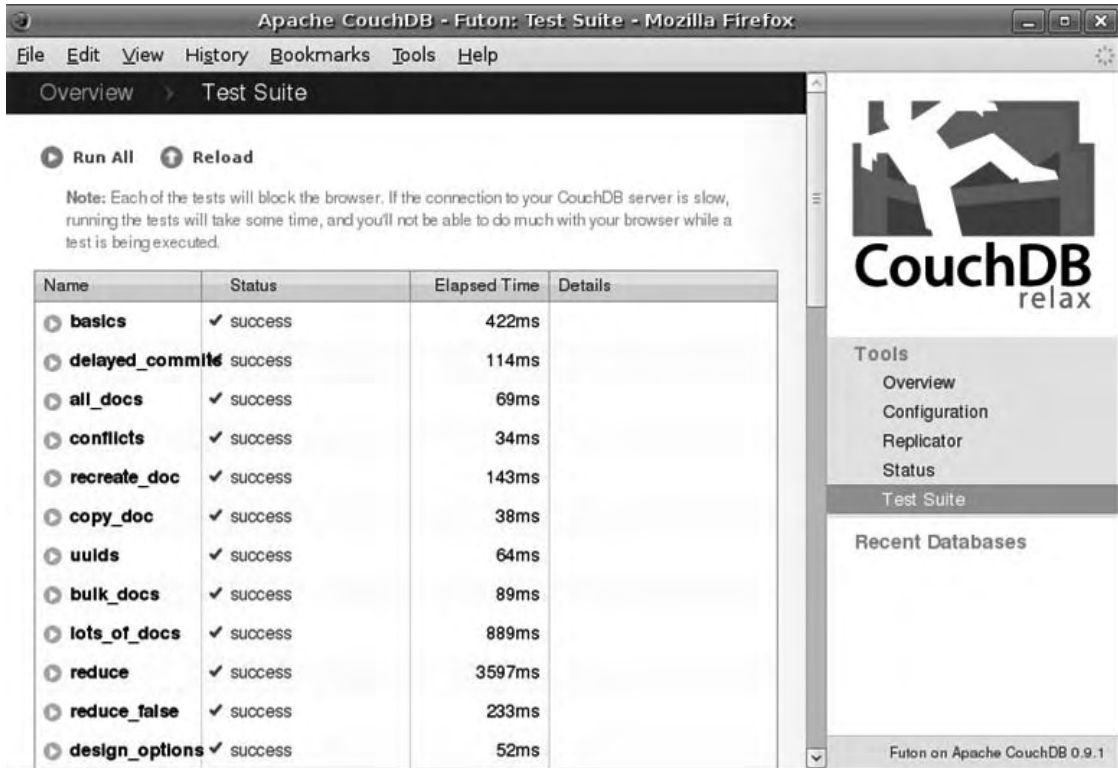 Apache CouchDB - Futon: Test Suite - Mozilla Firefox
File Edit View History Bookmarks Tools Help
Overview > Test Suite
Run All Reload
Note: Each of the tests will block the browser. If the connection to your CouchDB server is slow,
running the tests will take some time, and you'll not be able to do much with your browser while a
test is being executed.
Name Status Elapsed Time Details
basics ✔ success 422ms
delayed_commits ✔ success 114ms
all_docs ✔ success 69ms
conflicts ✔ success 34ms
recreate_doc ✔ success 143ms
copy_doc ✔ success 38ms
uuids ✔ success 64ms
bulk_docs ✔ success 89ms
lots_of_docs ✔ success 889ms
reduce ✔ success 3597ms
reduce_false ✔ success 233ms
design_options ✔ success 52ms
CouchDB
relax
Tools
Overview
Configuration
Replicator
Status
Test Suite
Recent Databases
Futon on Apache CouchDB 0.9.1